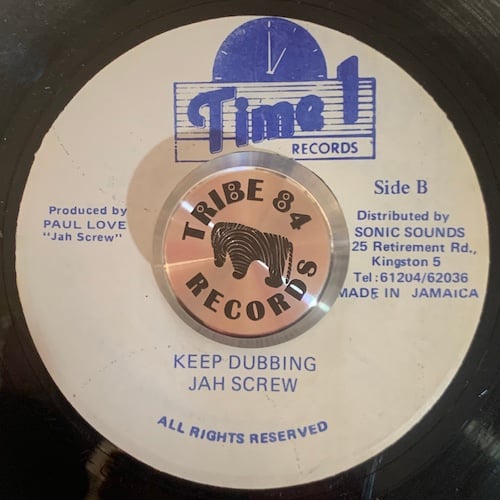 Time 1
RECORDS
Side B
Produced by
PAUL LOVE
"Jah Screw"
Distributed by
SONIC SOUNDS
25 Retirement Rd.,
Kingston 5
Tel:61204/62036
MADE IN JAMAICA
TRIBE 84
RECORDS
KEEP DUBBING
JAH SCREW
ALL RIGHTS RESERVED